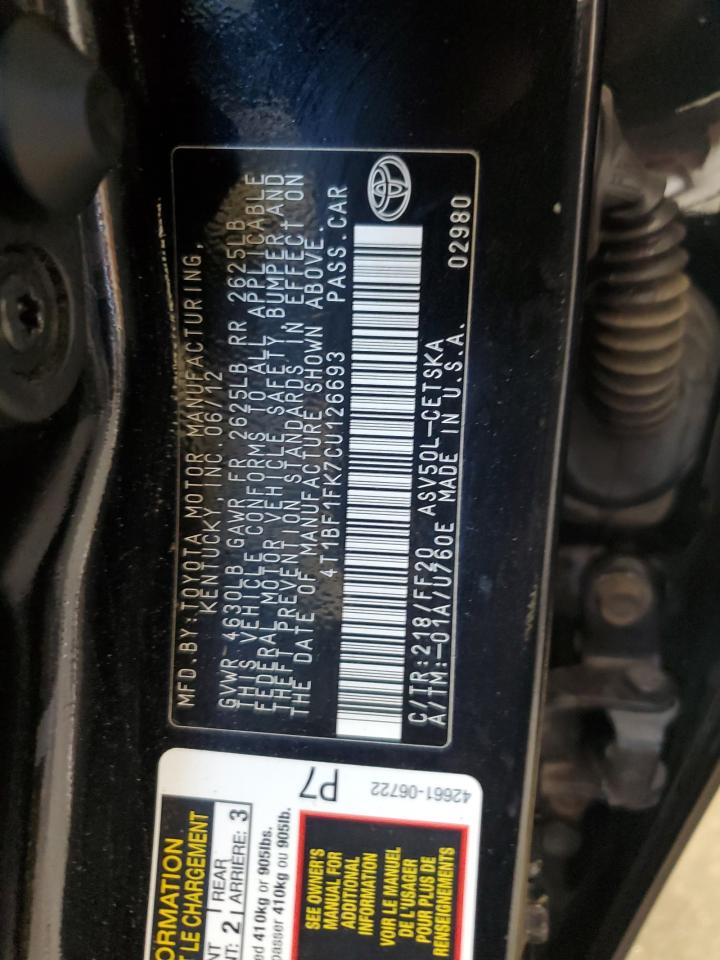 MFD. BY: TOYOTA MOTOR MANUFACTURING,
KENTUCKY, INC. 06/12
GVWR 4630LB GAWR FR 2625LB RR 2625LB
THIS VEHICLE CONFORMS TO ALL APPLICABLE
FEDERAL MOTOR VEHICLE SAFETY, BUMPER, AND
THEFT PREVENTION STANDARDS IN EFFECT ON
THE DATE OF MANUFACTURE SHOWN ABOVE.
4T1BF1FK7CU126693 PASS. CAR
C/TR:218/FF20 ASV50L-CETSKA 02980
A/TM:-01A/U760E MADE IN U.S.A.
42661-06722
P7
ORMATION
T LE CHARGEMENT
NT REAR
NT: 2 ARRIÈRE: 3
ed 410kg or 905lbs.
passer 410kg ou 905lb.
SEE OWNER'S
MANUAL FOR
ADDITIONAL
INFORMATION
VOIR LE MANUEL
DE L'USAGER
POUR PLUS DE
RENSEIGNEMENTS